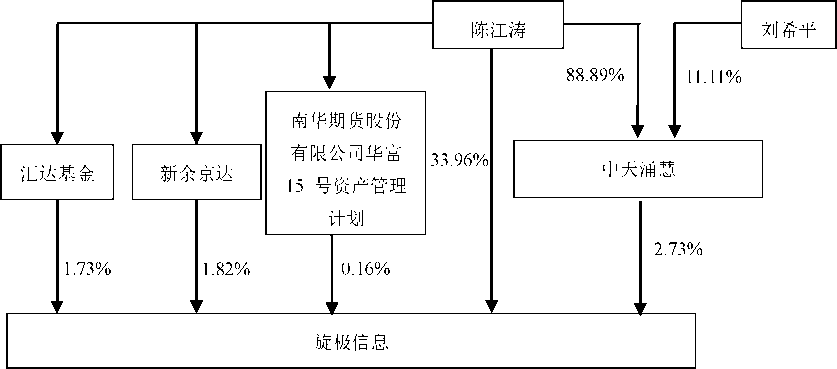 陈江涛
刘希平
88.89%
11.11%
汇达基金
新余京达
南华期货股份
有限公司华富
15 号资产管理
计划
33.96%
中天涌慧
1.73%
1.82%
0.16%
2.73%
旋极信息